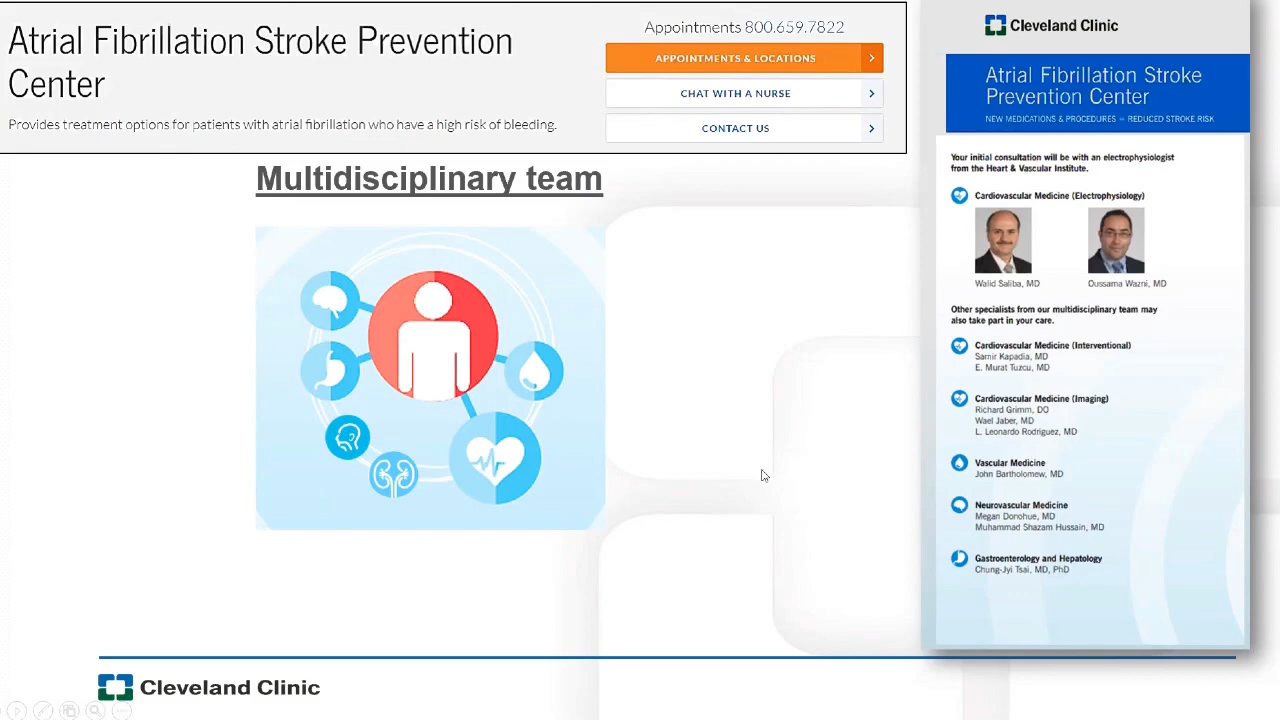 Atrial Fibrillation Stroke Prevention
Center
Provides treatment options for patients with atrial fibrillation who have a high risk of bleeding.
Appointments 800.659.7822
APPOINTMENTS & LOCATIONS
CHAT WITH A NURSE
CONTACT US
Multidisciplinary team
Cleveland Clinic
Atrial Fibrillation Stroke
Prevention Center
NEW MEDICATIONS & PROCEDURES = REDUCED STROKE RISK
Your initial consultation will be with an electrophysiologist
from the Heart & Vascular Institute.
Cardiovascular Medicine (Electrophysiology)
Walid Saliba, MD
Oussama Wazni, MD
Other specialists from our multidisciplinary team may
also take part in your care.
Cardiovascular Medicine (Interventional)
Samir Kapadia, MD
E. Murat Tuzcu, MD
Cardiovascular Medicine (Imaging)
Richard Grimm, DO
Wael Jaber, MD
L. Leonardo Rodriguez, MD
Vascular Medicine
John Bartholomew, MD
Neurovascular Medicine
Megan Donohue, MD
Muhammad Shazam Hussain, MD
Gastroenterology and Hepatology
Chung-Jyi Tsai, MD, PhD
Cleveland Clinic